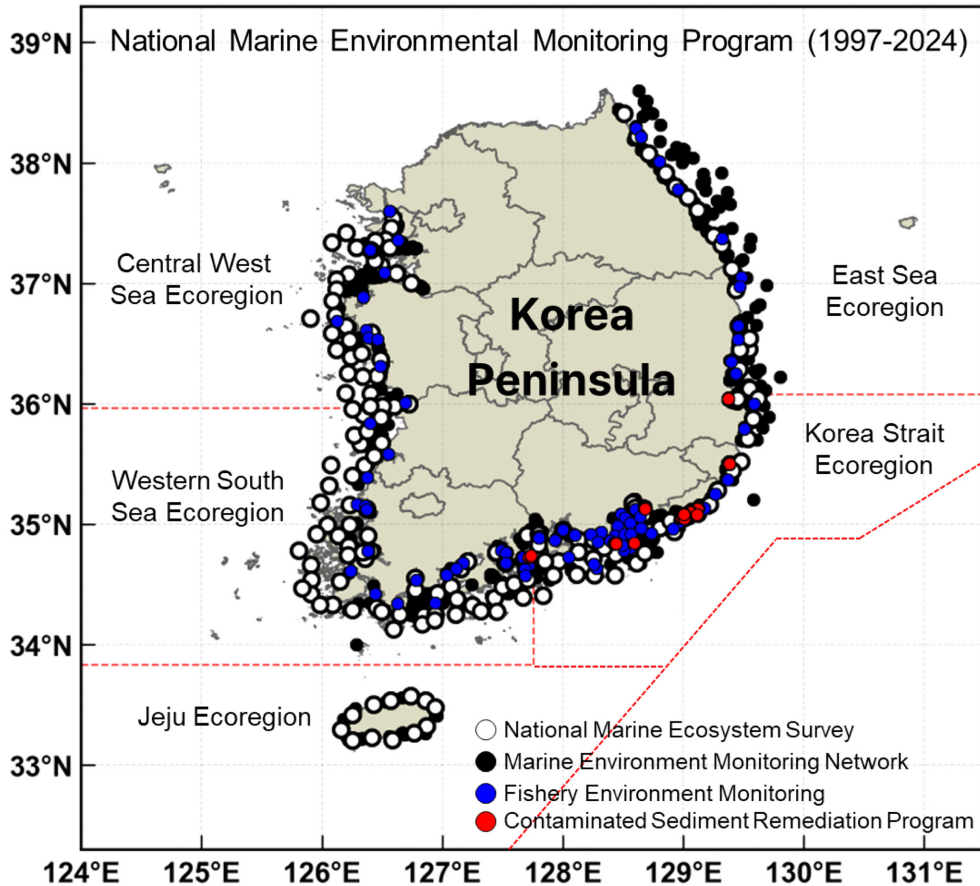 National Marine Environmental Monitoring Program (1997-2024)
39°N
38°N
37°N
36°N
35°N
34°N
33°N
Central West
Sea Ecoregion
Korea
Peninsula
East Sea
Ecoregion
Korea Strait
Ecoregion
Western South
Sea Ecoregion
Jeju Ecoregion
National Marine Ecosystem Survey
Marine Environment Monitoring Network
Fishery Environment Monitoring
Contaminated Sediment Remediation Program
124°E 125°E 126°E 127°E 128°E 129°E 130°E 131°E